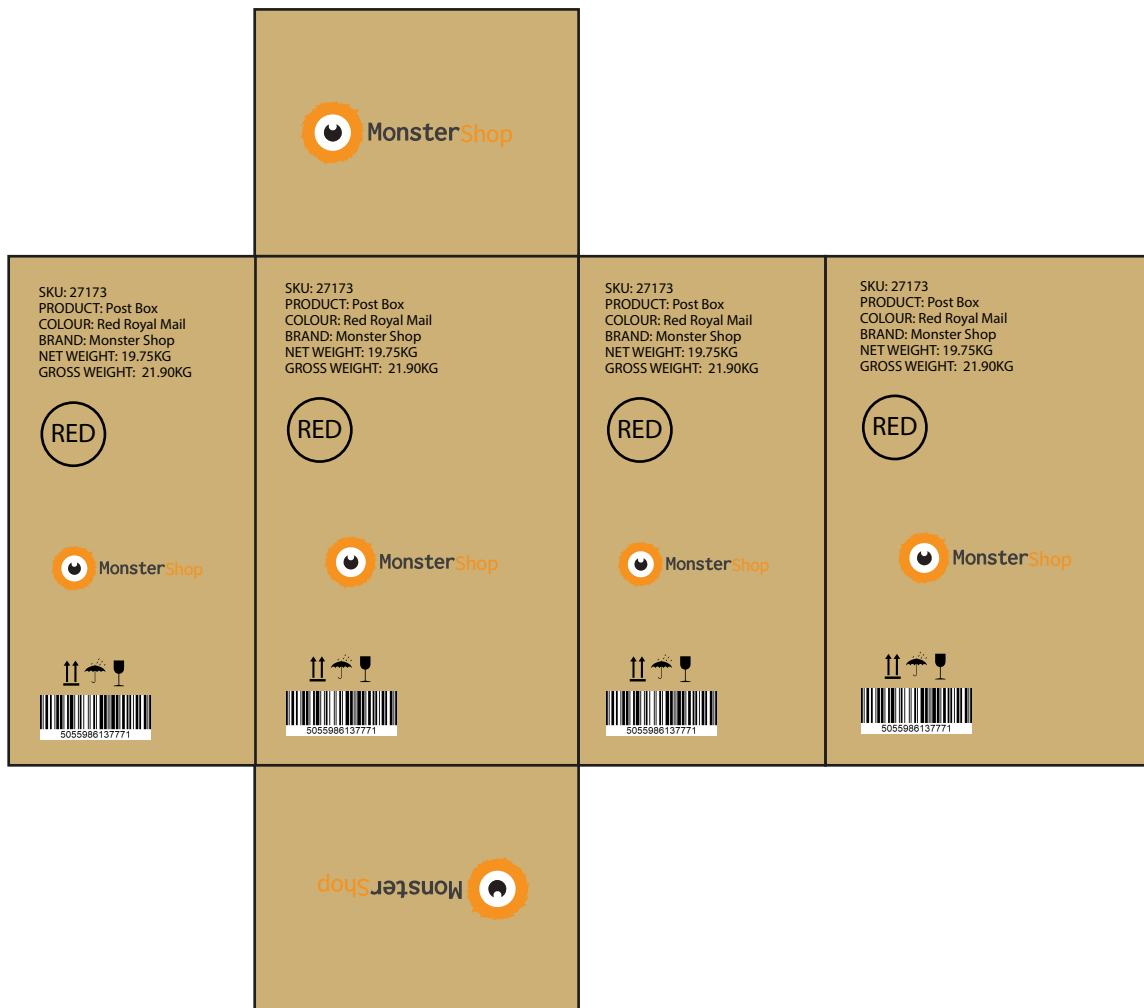 MonsterShop
SKU: 27173
PRODUCT: Post Box
COLOUR: Red Royal Mail
BRAND: Monster Shop
NET WEIGHT: 19.75KG
GROSS WEIGHT: 21.90KG
RED
MonsterShop
5055986137771
SKU: 27173
PRODUCT: Post Box
COLOUR: Red Royal Mail
BRAND: Monster Shop
NET WEIGHT: 19.75KG
GROSS WEIGHT: 21.90KG
RED
MonsterShop
5055986137771
SKU: 27173
PRODUCT: Post Box
COLOUR: Red Royal Mail
BRAND: Monster Shop
NET WEIGHT: 19.75KG
GROSS WEIGHT: 21.90KG
RED
MonsterShop
5055986137771
SKU: 27173
PRODUCT: Post Box
COLOUR: Red Royal Mail
BRAND: Monster Shop
NET WEIGHT: 19.75KG
GROSS WEIGHT: 21.90KG
RED
MonsterShop
5055986137771
MonsterShop